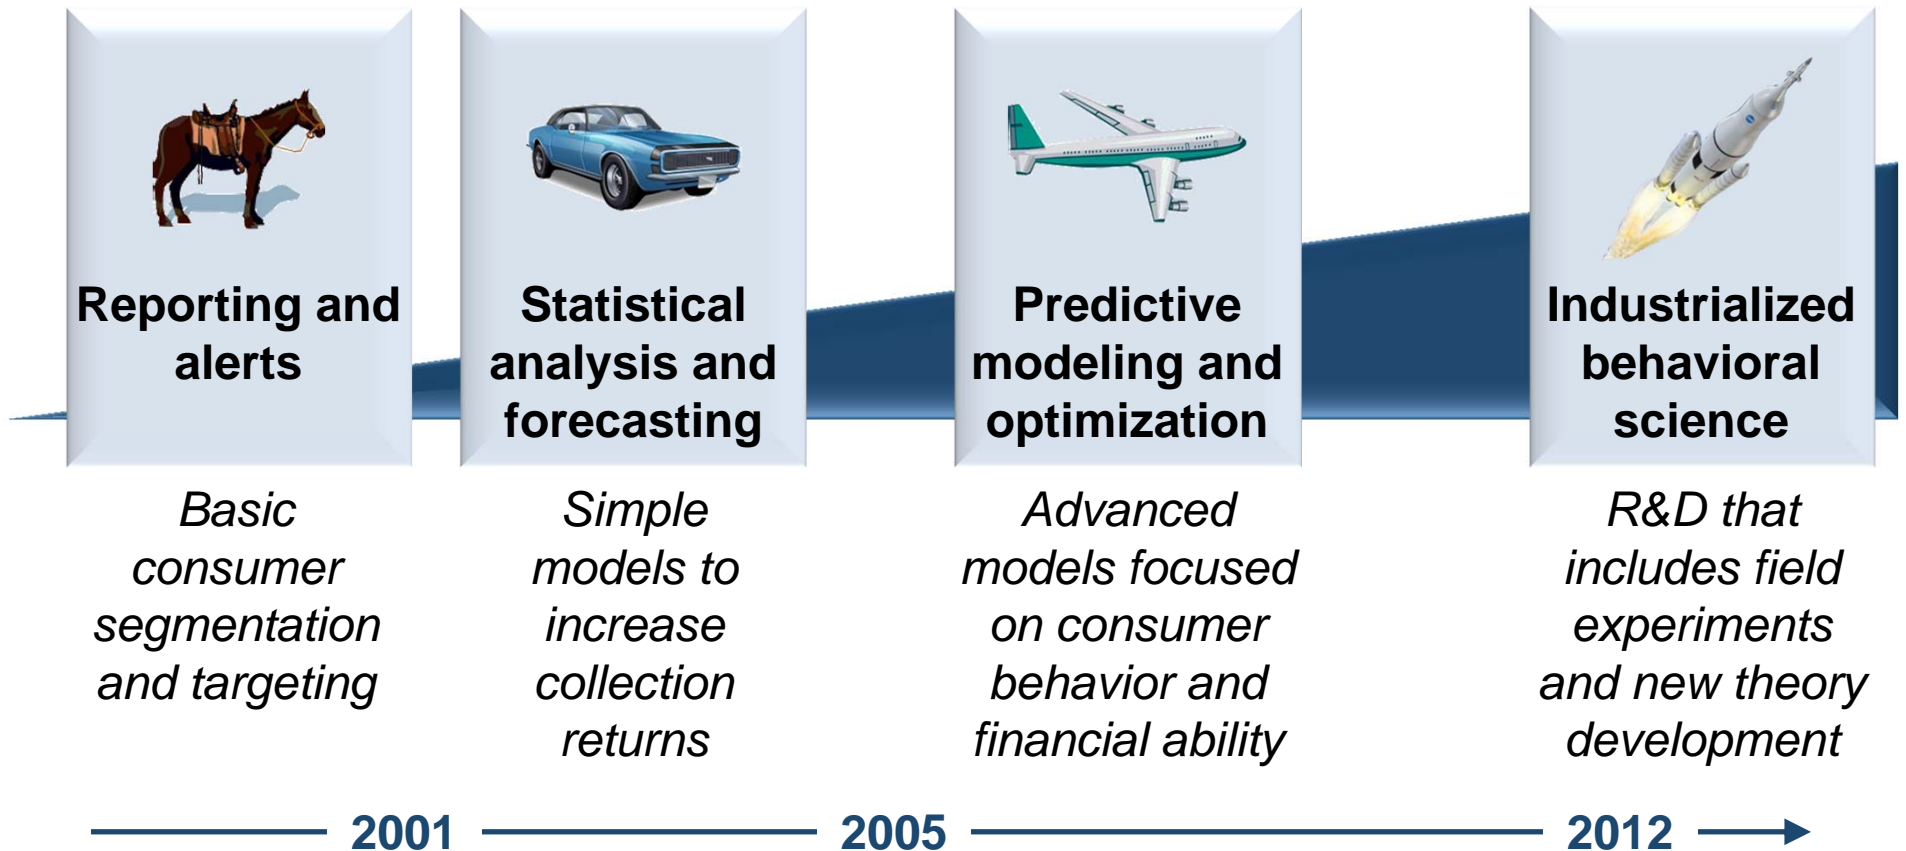 Reporting and
alerts
Basic
consumer
segmentation
and targeting
Statistical
analysis and
forecasting
Simple
models to
increase
collection
returns
Predictive
modeling and
optimization
Advanced
models focused
on consumer
behavior and
financial ability
Industrialized
behavioral
science
R&D that
includes field
experiments
and new theory
development
2001
2005
2012